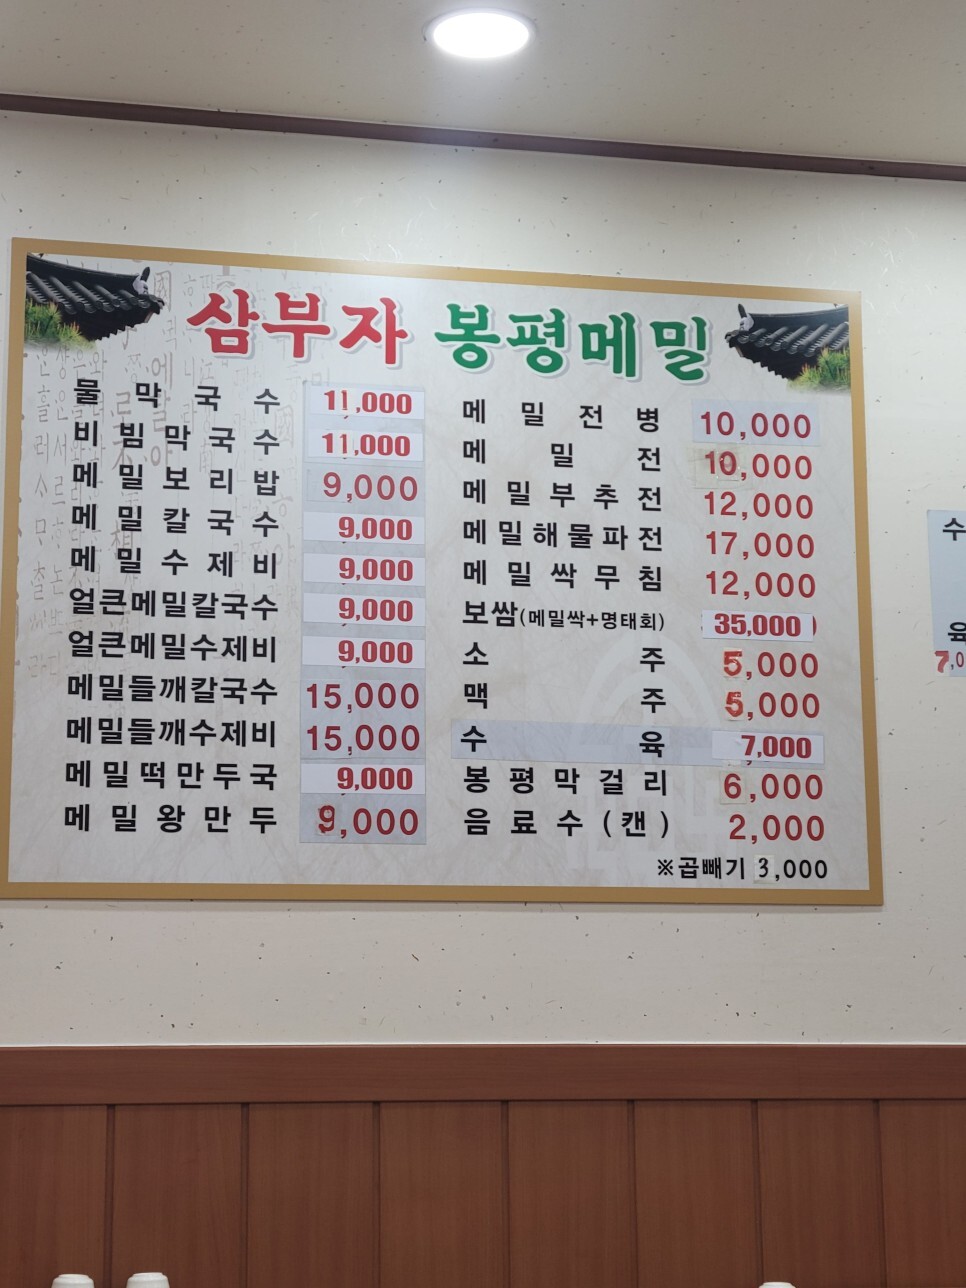 삼부자 봉평메밀
물막국수 11,000
비빔막국수 11,000
메밀보리밥 9,000
메밀칼국수 9,000
메밀수제비 9,000
얼큰메밀칼국수 9,000
얼큰메밀수제비 9,000
메밀들깨칼국수 15,000
메밀들깨수제비 15,000
메밀떡만두국 9,000
메밀왕만두 9,000
메밀전병 10,000
메밀전 10,000
메밀부추전 12,000
메밀해물파전 17,000
메밀싹무침 12,000
보쌈(메밀싹+명태회) 35,000
소주 5,000
맥주 5,000
수육 7,000
봉평막걸리 6,000
음료수(캔) 2,000
※곱빼기 3,000
수
육
7,0